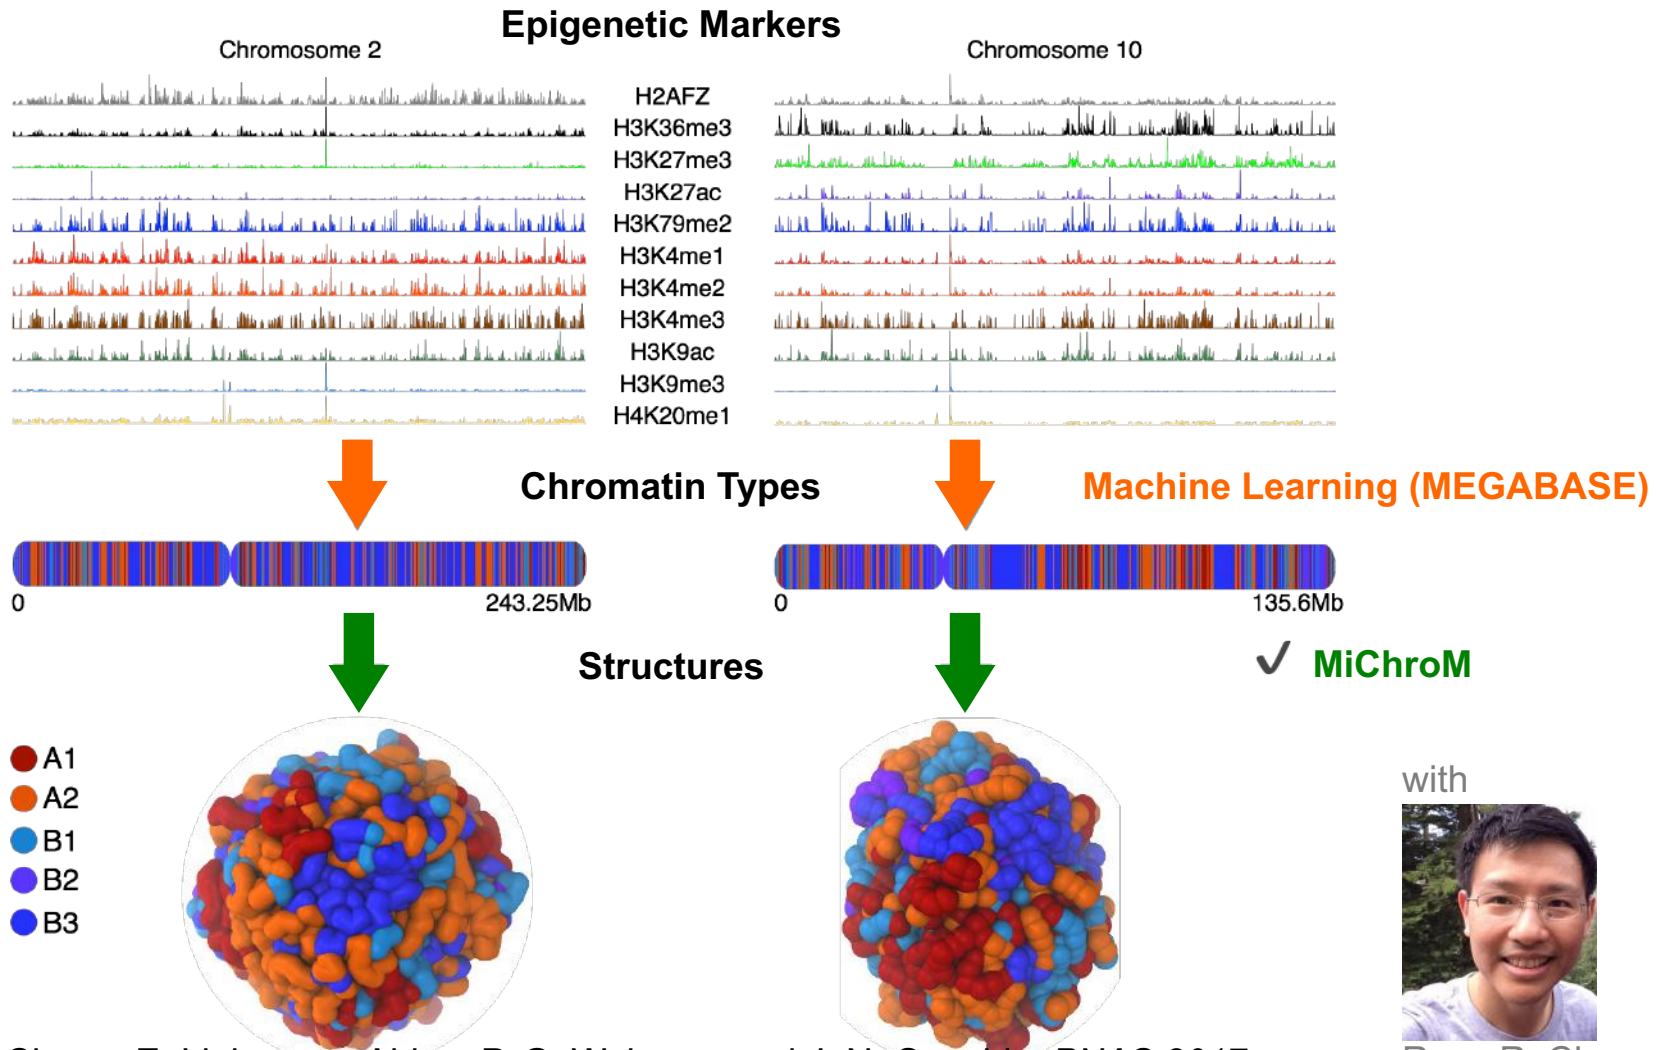 Epigenetic Markers
Chromosome 2
Chromosome 10
H2AFZ
H3K36me3
H3K27me3
H3K27ac
H3K79me2
H3K4me1
H3K4me2
H3K4me3
H3K9ac
H3K9me3
H4K20me1
Chromatin Types
Machine Learning (MEGABASE)
0
243.25Mb
0
135.6Mb
Structures
✓ MiChroM
A1
A2
B1
B2
B3
with
2017